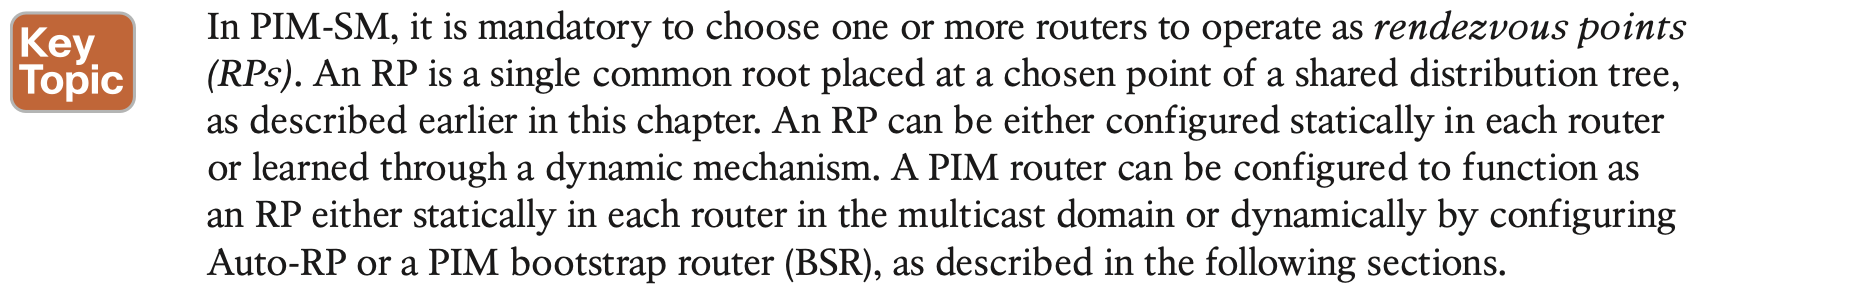 Key
Topic
In PIM-SM, it is mandatory to choose one or more routers to operate as rendezvous points
(RPs). An RP is a single common root placed at a chosen point of a shared distribution tree,
as described earlier in this chapter. An RP can be either configured statically in each router
or learned through a dynamic mechanism. A PIM router can be configured to function as
an RP either statically in each router in the multicast domain or dynamically by configuring
Auto-RP or a PIM bootstrap router (BSR), as described in the following sections.